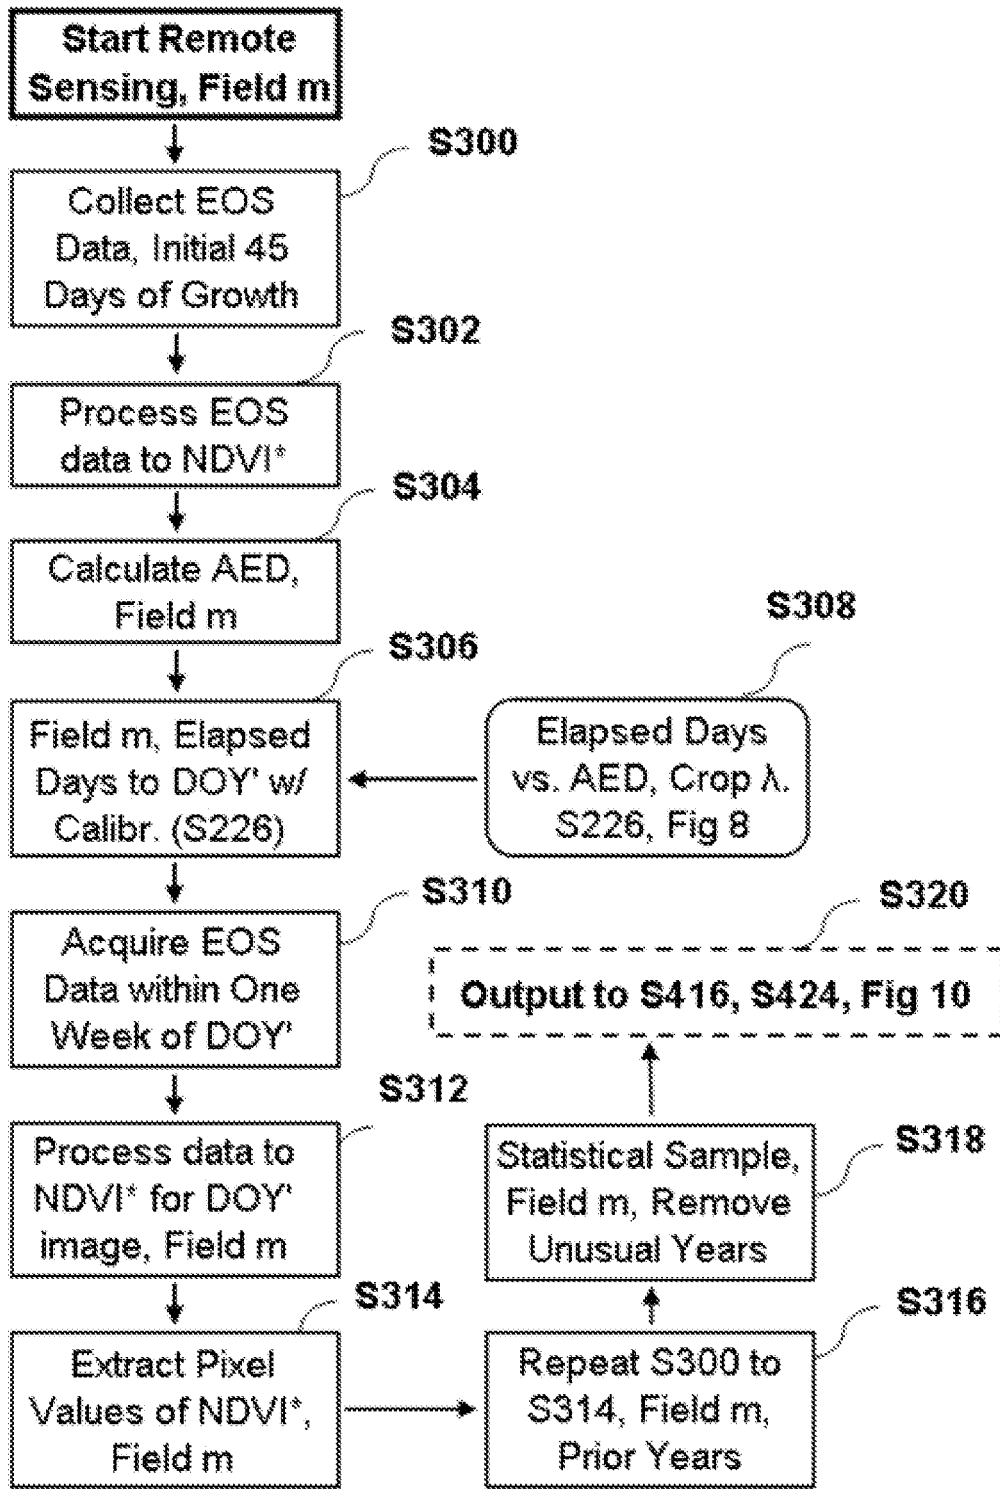 Start Remote
Sensing, Field m
S300
Collect EOS
Data, Initial 45
Days of Growth
S302
Process EOS
data to NDVI*
S304
Calculate AED,
Field m
S306
Field m, Elapsed
Days to DOY' w/
Calibr. (S226)
S308
Elapsed Days
vs. AED, Crop λ.
S226, Fig 8
S310
Acquire EOS
Data within One
Week of DOY'
S312
Process data to
NDVI* for DOY'
image, Field m
S314
Extract Pixel
Values of NDVI*,
Field m
S316
Repeat S300 to
S314, Field m,
Prior Years
S318
Statistical Sample,
Field m, Remove
Unusual Years
S320
Output to S416, S424, Fig 10